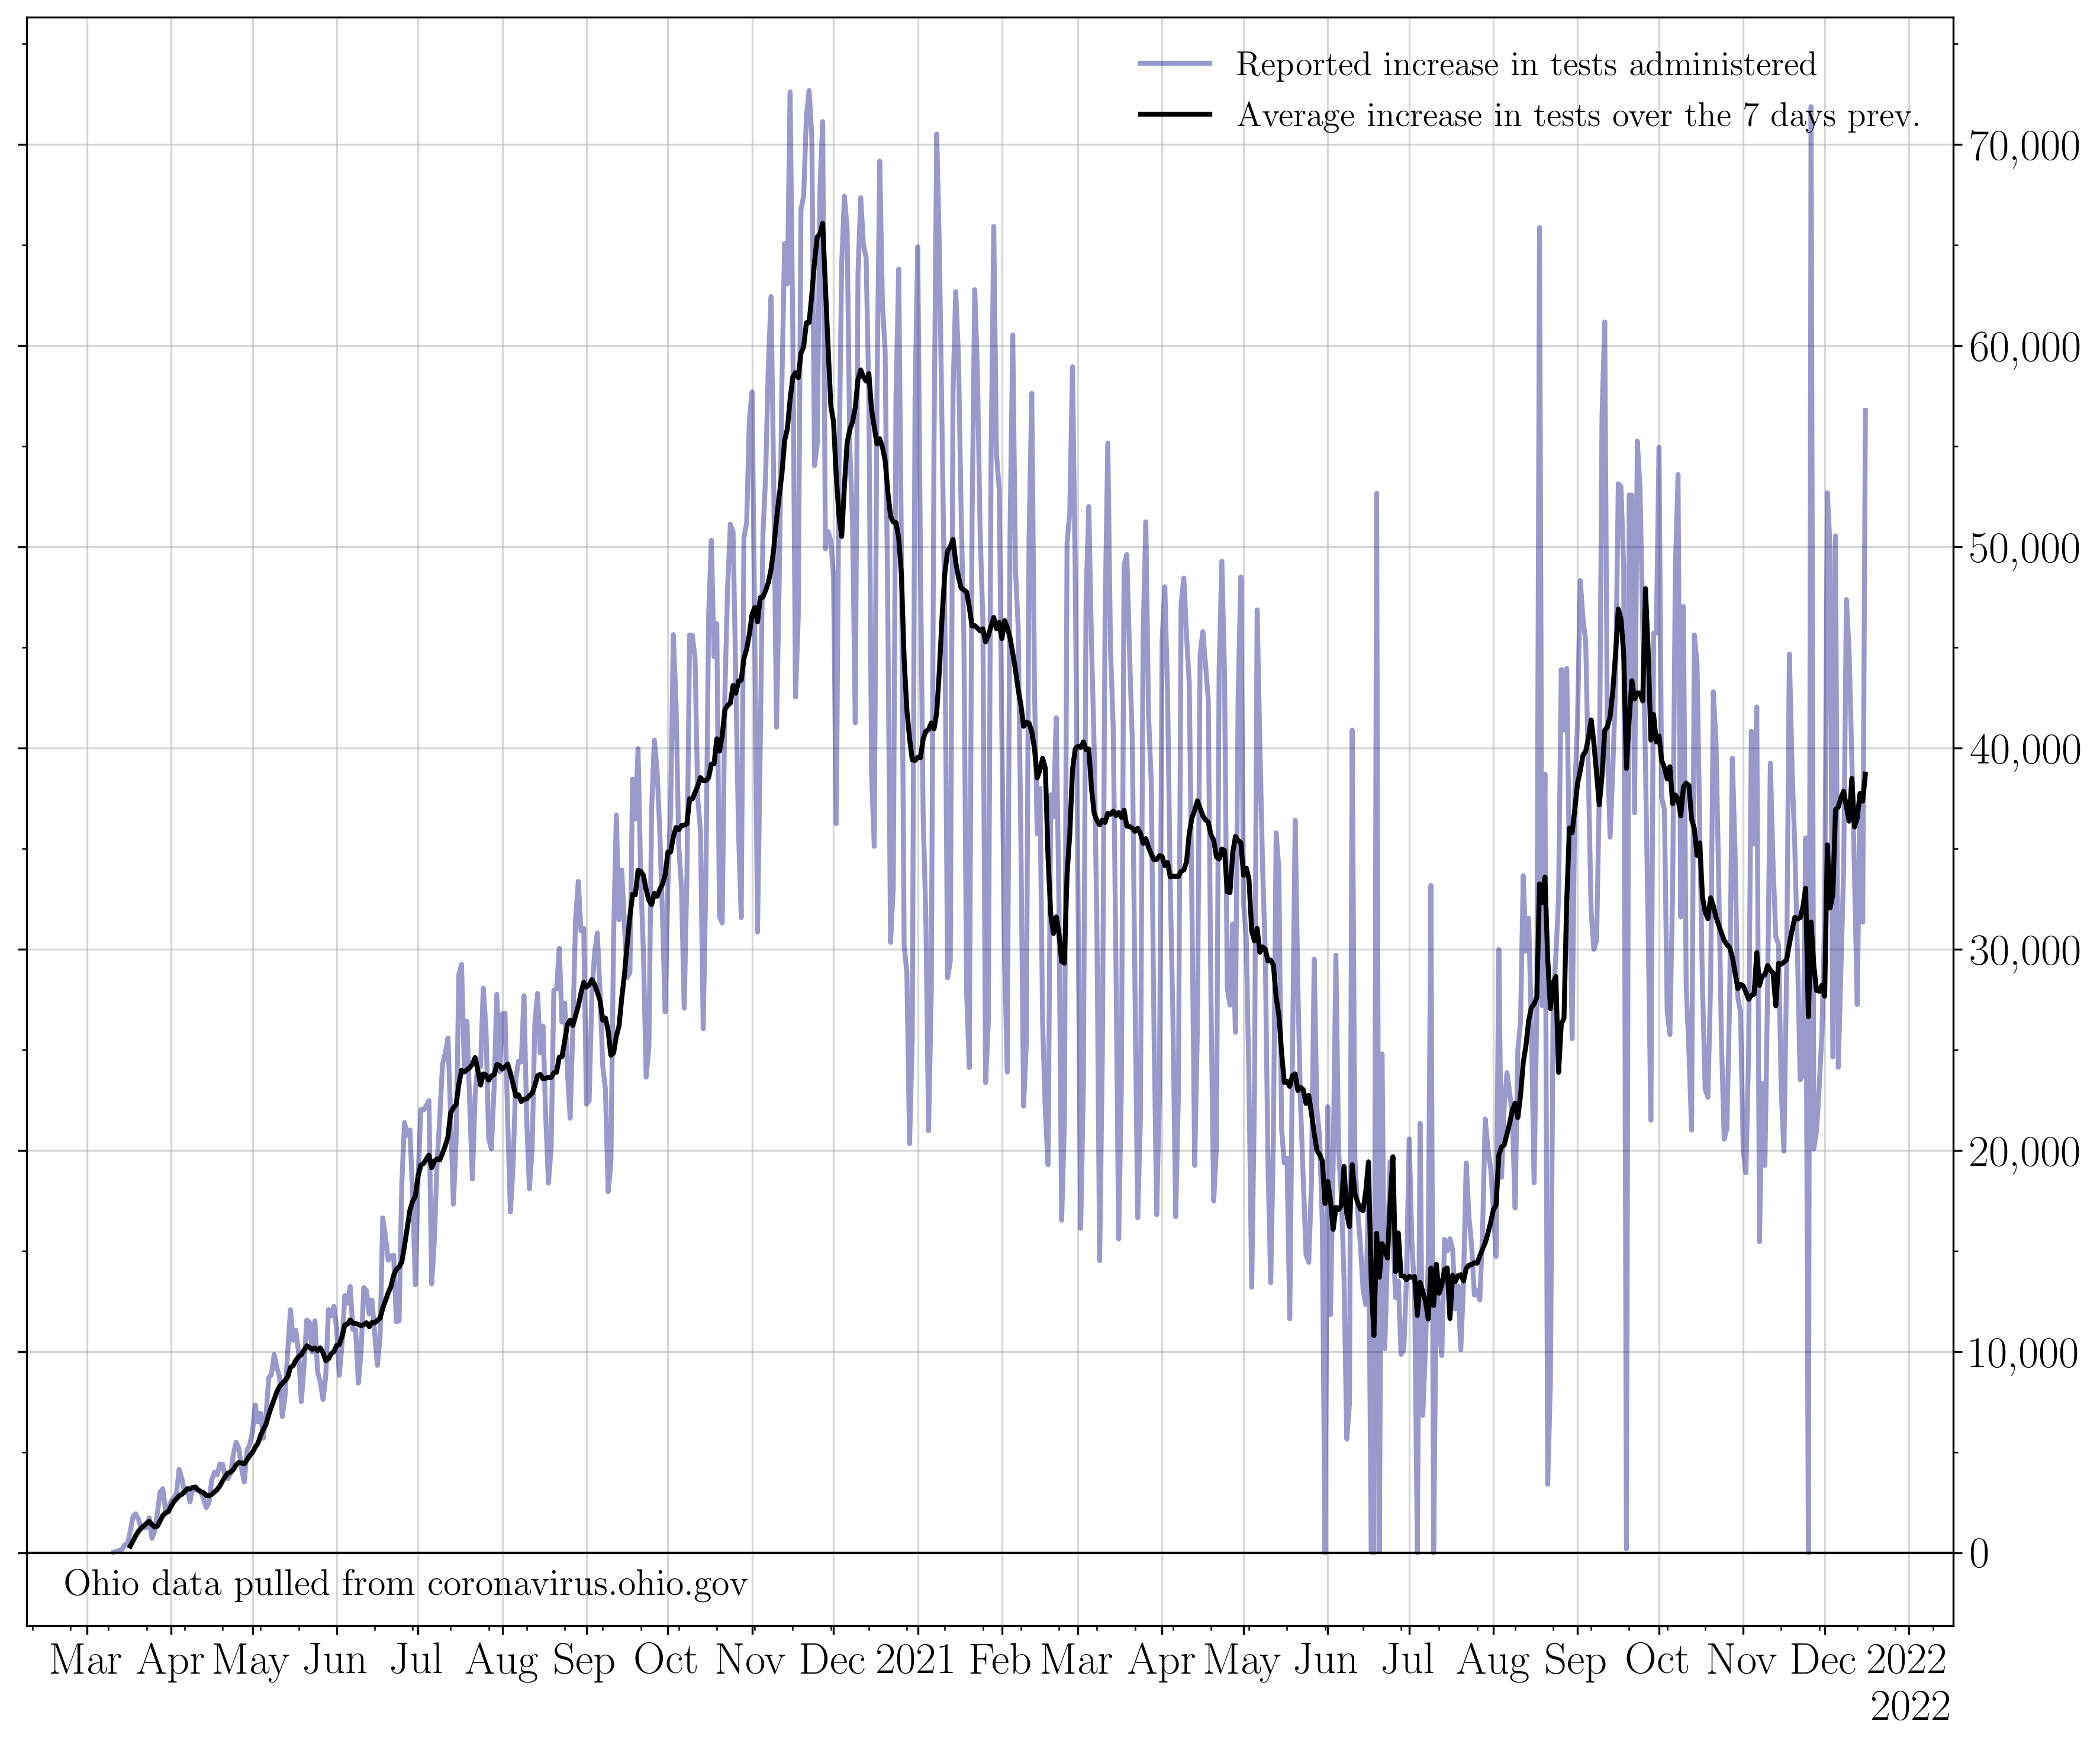 Reported increase in tests administered
Average increase in tests over the 7 days prev.
70,000
60,000
50,000
40,000
30,000
20,000
10,000
0
Ohio data pulled from coronavirus.ohio.gov
Mar Apr May Jun Jul Aug Sep Oct Nov Dec 2021 Feb Mar Apr May Jun Jul Aug Sep Oct Nov Dec 2022
2022